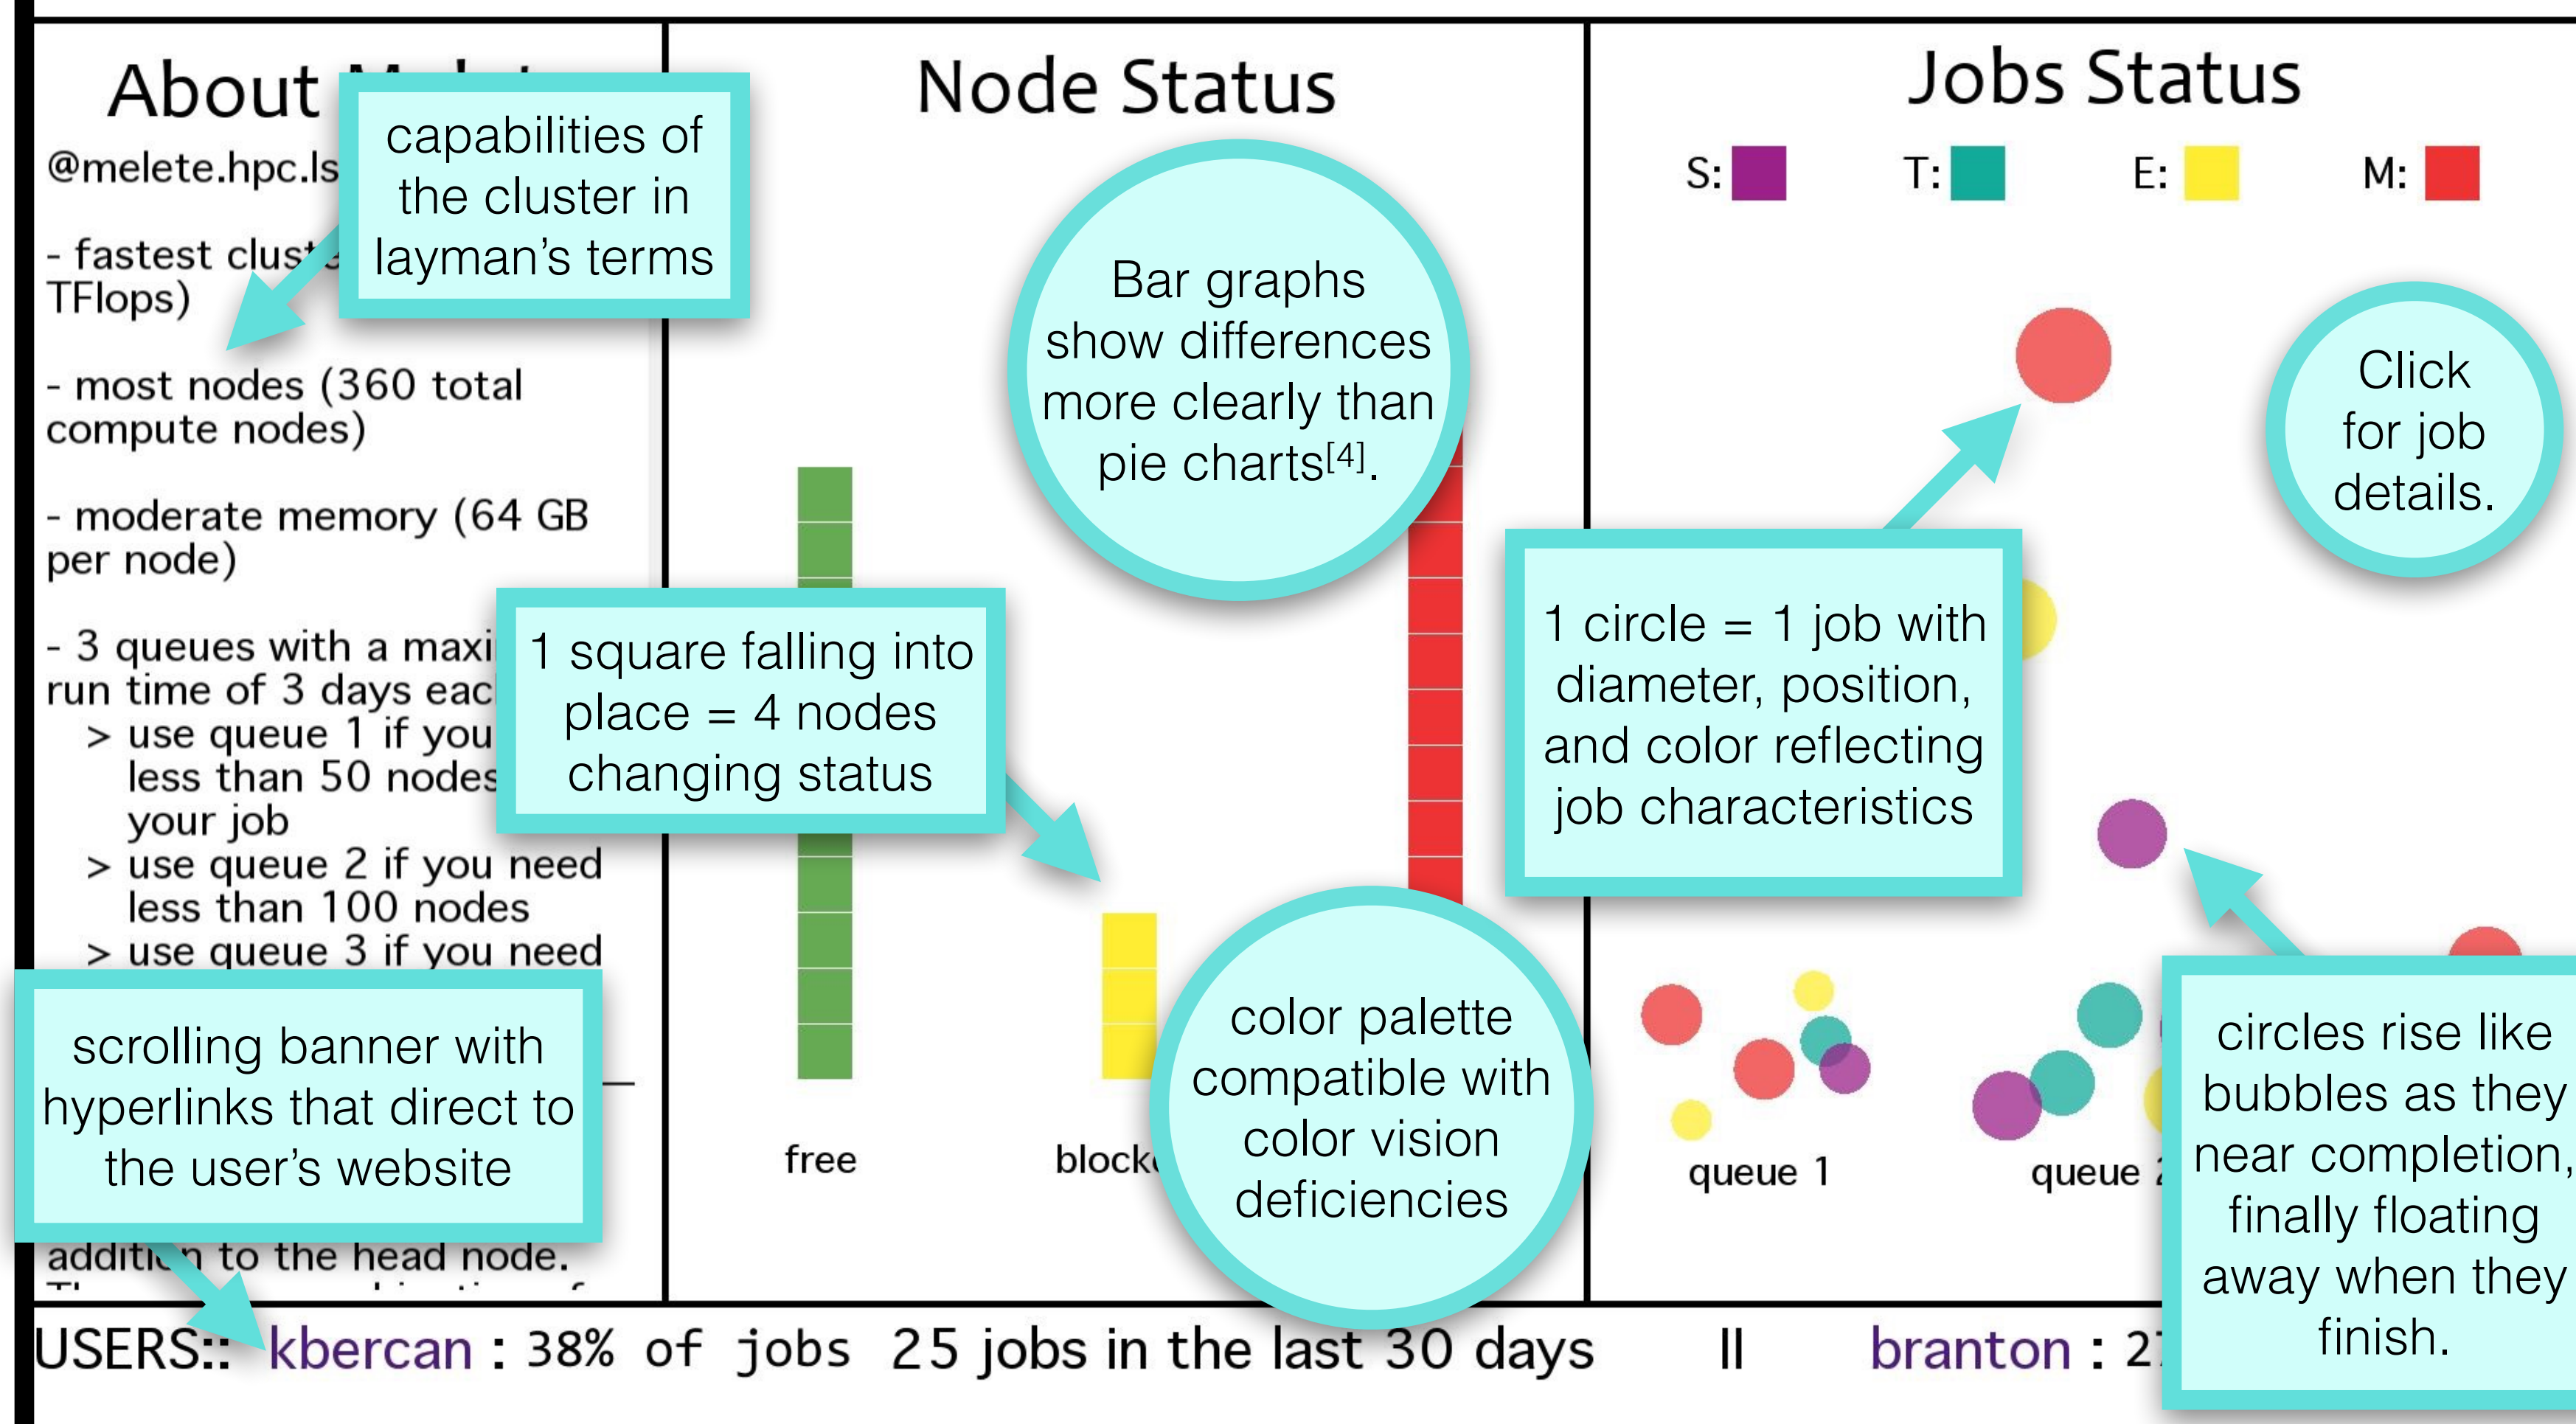 About
@melete.hpc.ls
- fastest
TFlops)
- most nodes (360 total
compute nodes)
- moderate memory (64 GB
per node)
- 3 queues with a
run time of 3 days
> use queue 1 if you
less than 50 nodes
your job
> use queue 2 if you need
less than 100 nodes
> use queue 3 if you need
addition to the head node.
capabilities of
the cluster in
layman's terms
scrolling banner with
hyperlinks that direct to
the user's website
Node Status
Bar graphs
show differences
more clearly than
pie charts[4].
1 square falling into
place = 4 nodes
changing status
color palette
compatible with
color vision
deficiencies
free
Jobs Status
S: T: E: M:
Click
for job
details.
1 circle = 1 job with
diameter, position,
and color reflecting
job characteristics
circles rise like
bubbles as they
near completion,
finally floating
away when they
finish.
queue 1
queue
USERS:: kbercan : 38% of jobs 25 jobs in the last 30 days II branton :